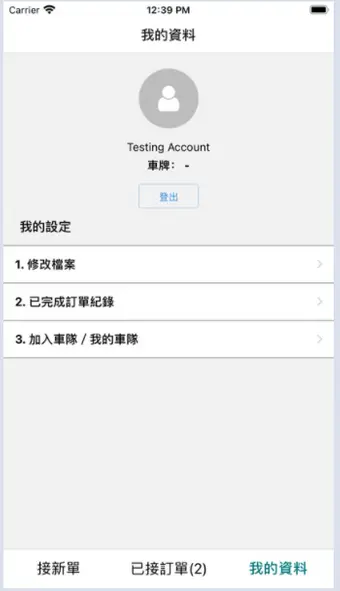 Carrier 12:39 PM
我的資料
Testing Account
車牌： -
登出
我的設定
1. 修改檔案
2. 已完成訂單紀錄
3. 加入車隊 / 我的車隊
接新單 已接訂單(2) 我的資料